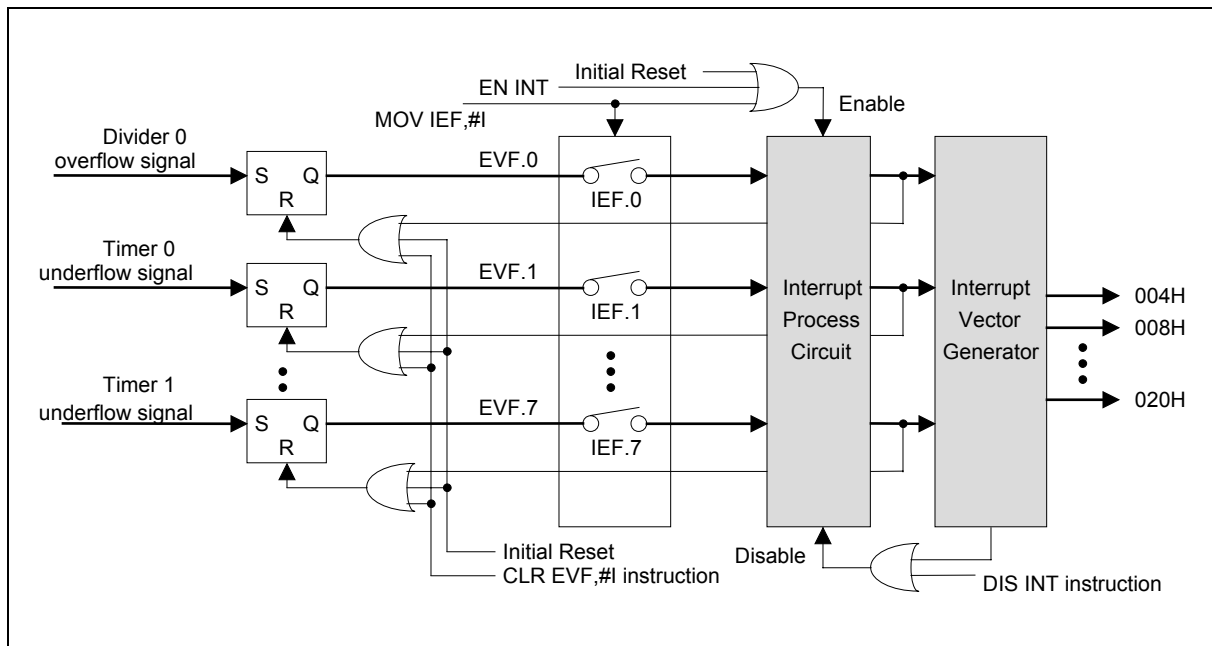 Initial Reset
EN INT
MOV IEF,#I
Enable
Divider 0
overflow signal
S Q
R
EVF.0
IEF.0
Timer 0
underflow signal
S Q
R
EVF.1
IEF.1
Interrupt
Process
Circuit
Interrupt
Vector
Generator
004H
008H
020H
Timer 1
underflow signal
S Q
R
EVF.7
IEF.7
Initial Reset
CLR EVF,#I instruction
Disable
DIS INT instruction